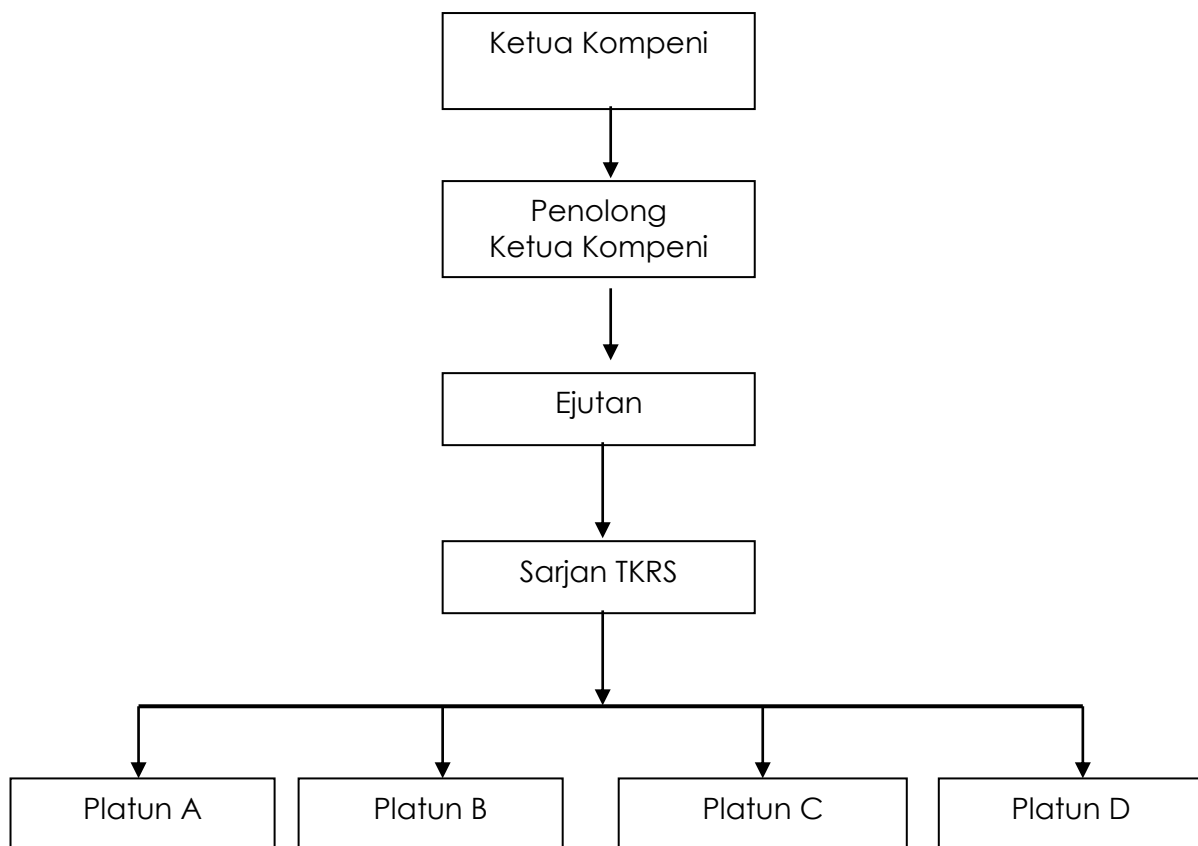 Ketua Kompeni
Penolong
Ketua Kompeni
Ejutan
Sarjan TKRS
Platun A
Platun B
Platun C
Platun D